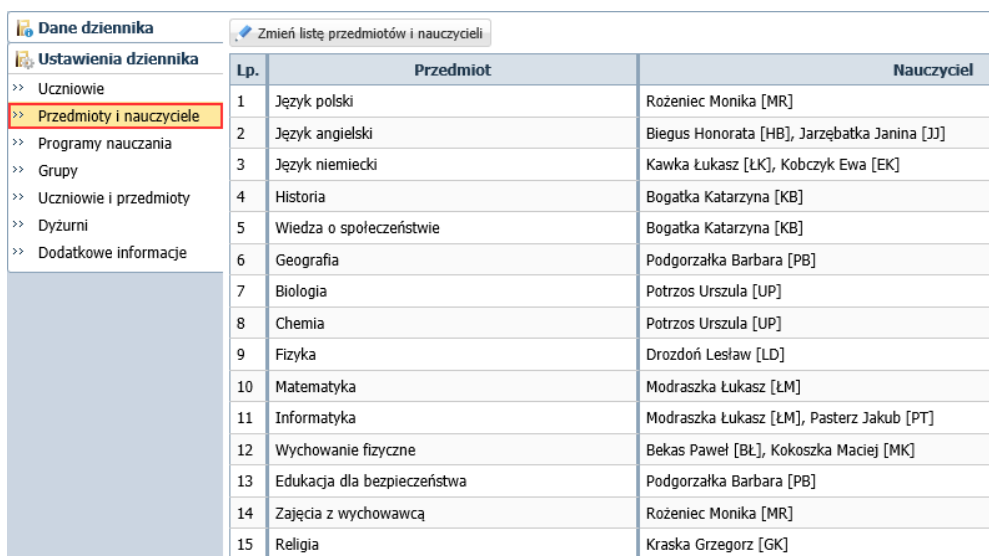 Dane dziennika
Ustawienia dziennika
>> Uczniowie
>> Przedmioty i nauczyciele
>> Programy nauczania
>> Grupy
>> Uczniowie i przedmioty
>> Dyżurni
>> Dodatkowe informacje
Zmień listę przedmiotów i nauczycieli
Lp. Przedmiot Nauczyciel
1 Język polski Rożeniec Monika [MR]
2 Język angielski Biegus Honorata [HB], Jarzębatka Janina [JJ]
3 Język niemiecki Kawka Łukasz [ŁK], Kobczyk Ewa [EK]
4 Historia Bogatka Katarzyna [KB]
5 Wiedza o społeczeństwie Bogatka Katarzyna [KB]
6 Geografia Podgorzałka Barbara [PB]
7 Biologia Potrzos Urszula [UP]
8 Chemia Potrzos Urszula [UP]
9 Fizyka Drozdoń Lesław [LD]
10 Matematyka Modraszka Łukasz [ŁM]
11 Informatyka Modraszka Łukasz [ŁM], Pasterz Jakub [PT]
12 Wychowanie fizyczne Bekas Paweł [BŁ], Kokoszka Maciej [MK]
13 Edukacja dla bezpieczeństwa Podgorzałka Barbara [PB]
14 Zajęcia z wychowawcą Rożeniec Monika [MR]
15 Religia Kraska Grzegorz [GK]